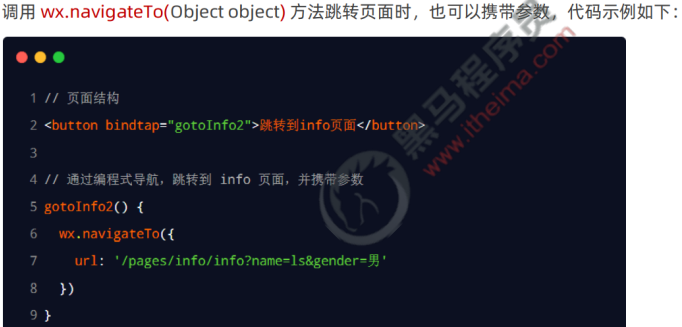 调用 wx.navigateTo(Object object) 方法跳转页面时，也可以携带参数，代码示例如下：
1 // 页面结构
2 <button bindtap="gotoInfo2">跳转到info页面</button>
3
4 // 通过编程式导航，跳转到 info 页面，并携带参数
5 gotoInfo2() {
6   wx.navigateTo({
7     url: '/pages/info/info?name=ls&gender=男'
8   })
9 }
黑马程序员
www.itheima.com